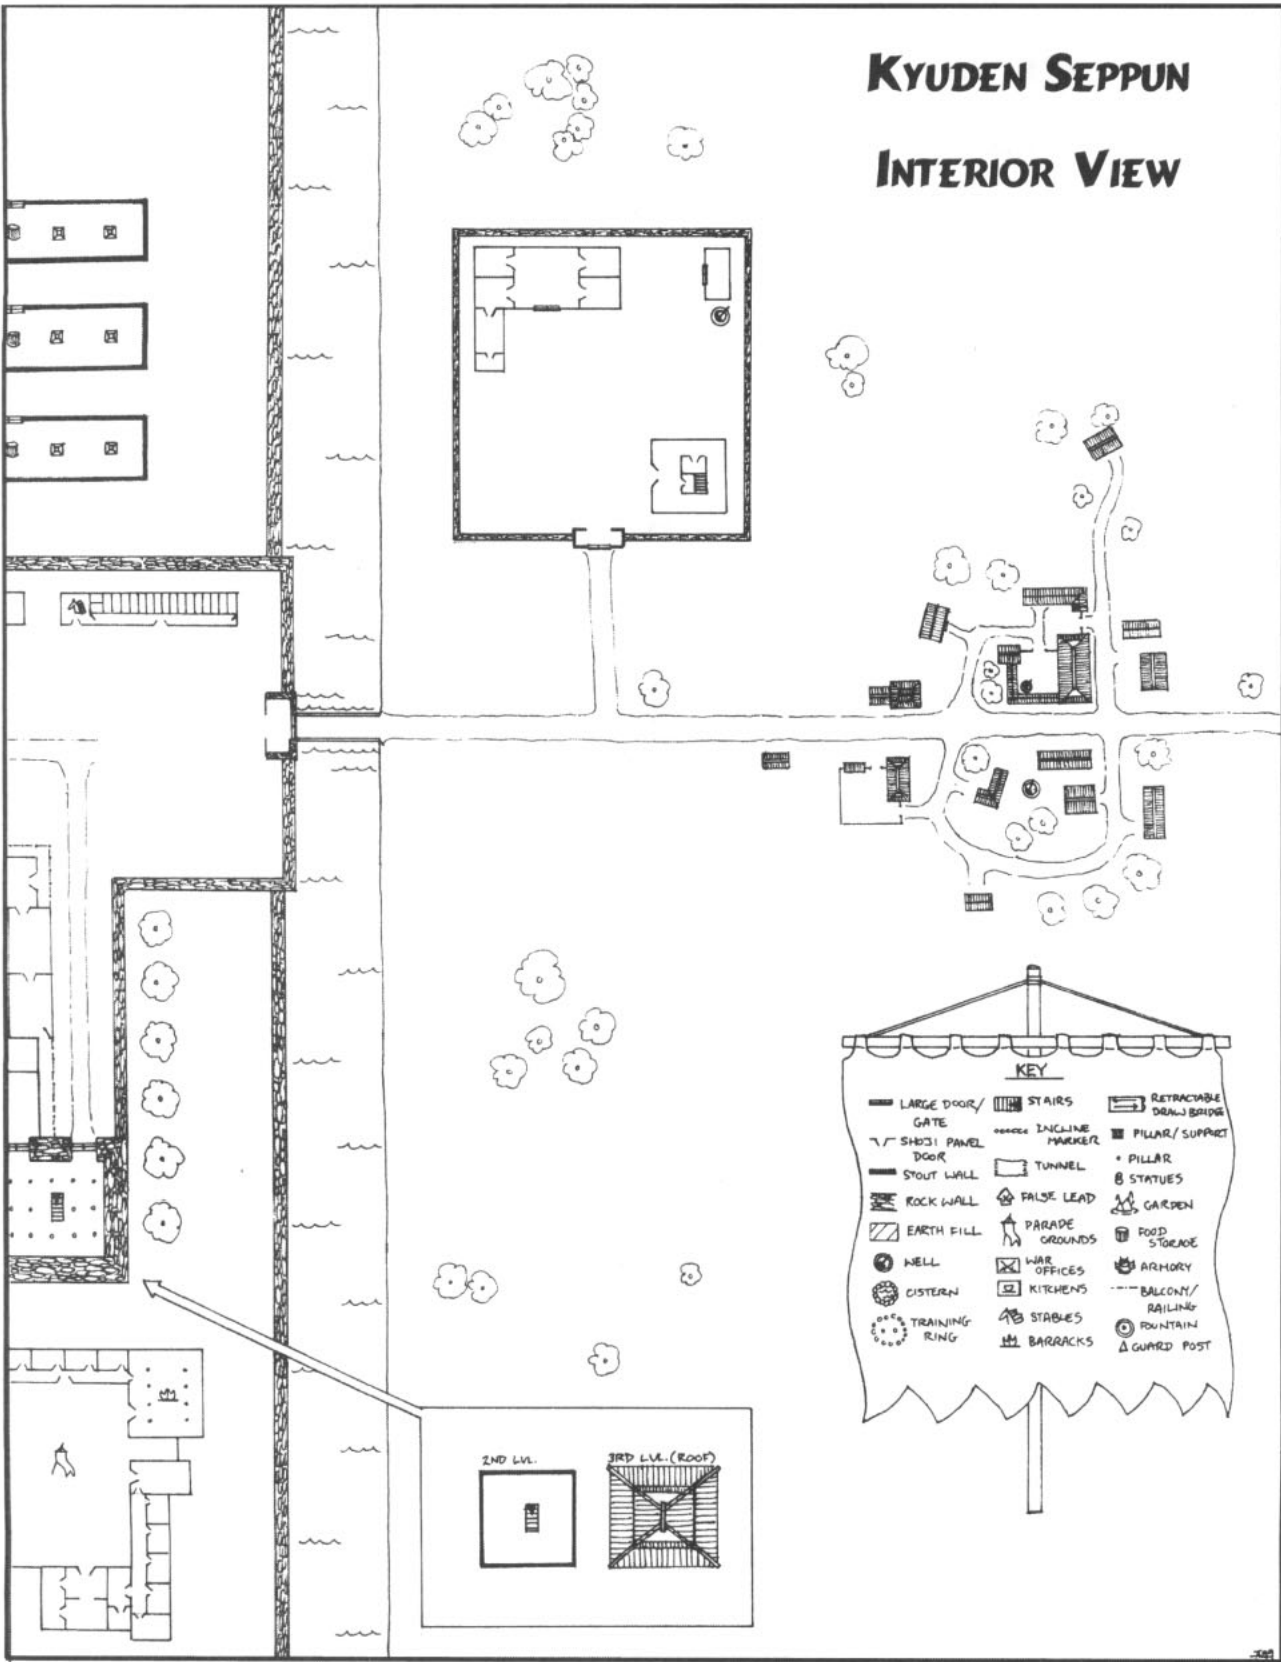 KYUDEN SEPPUN
INTERIOR VIEW
KEY
LARGE DOOR/
GATE
SHOJI PANEL
DOOR
STOUT WALL
ROCK WALL
EARTH FILL
WELL
CISTERN
TRAINING
RING
STAIRS
INCLINE
MARKER
TUNNEL
FALSE LEAD
PARADE
GROUNDS
WAR
OFFICES
KITCHENS
STABLES
BARRACKS
RETRACTABLE
DRAWBRIDGE
PILLAR/SUPPORT
PILLAR
STATUES
GARDEN
FOOD
STORAGE
ARMORY
BALCONY/
RAILING
FOUNTAIN
GUARD POST
2ND LVL.
3RD LVL. (ROOF)